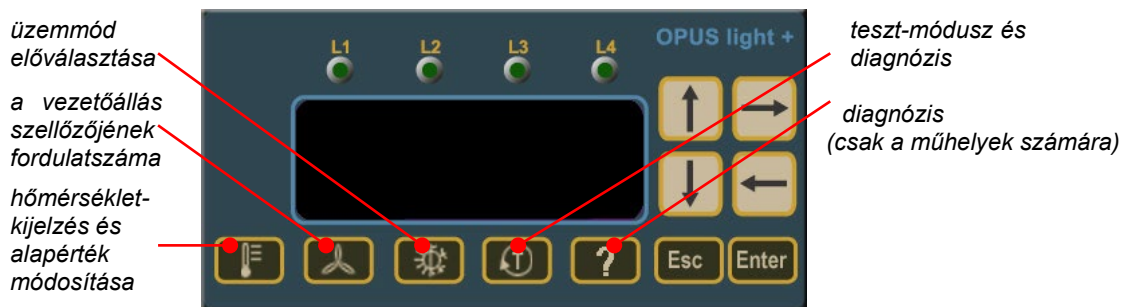 üzemmód
előválasztása
a vezetőállás
szellőzőjének
fordulatszáma
hőmérséklet-
kijelzés és
alapérték
módosítása
L1 L2 L3 L4
OPUS light +
?
Esc Enter
teszt-módusz és
diagnózis
diagnózis
(csak a műhelyek számára)